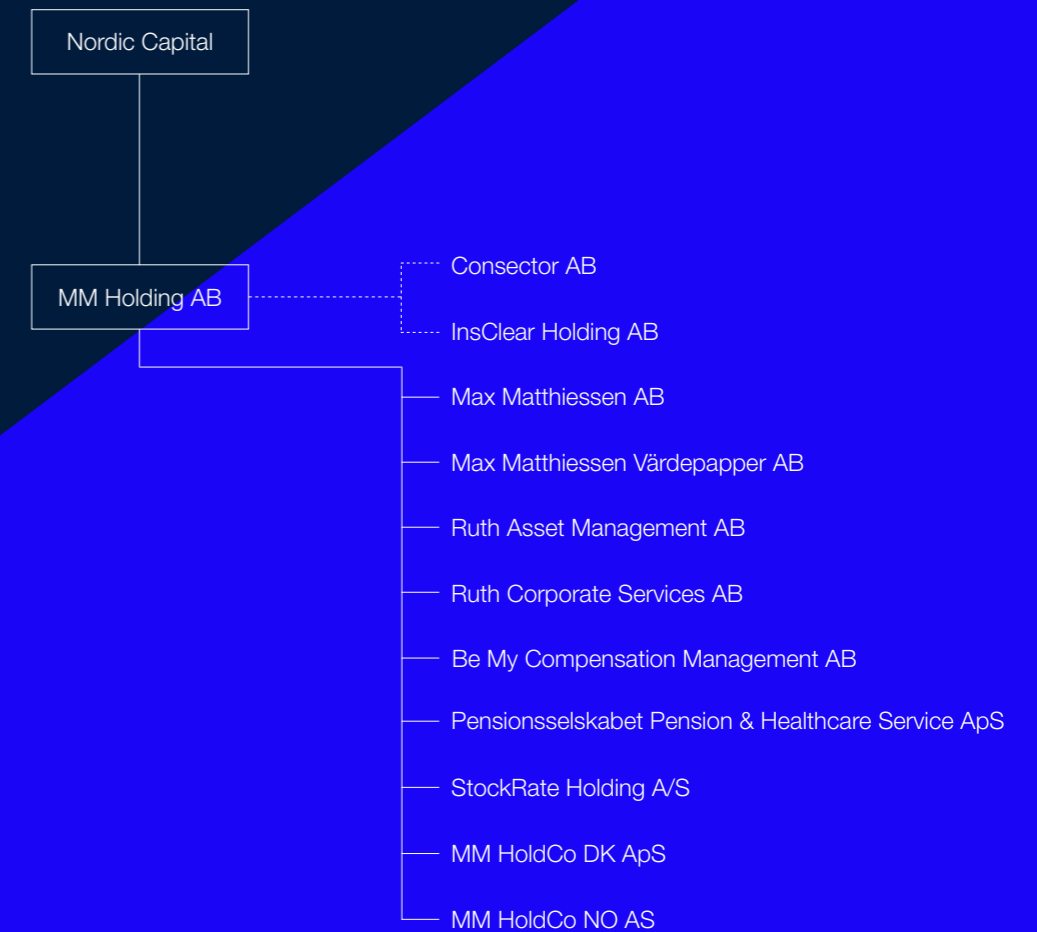 Nordic Capital
MM Holding AB
Consector AB
InsClear Holding AB
Max Matthiessen AB
Max Matthiessen Värdepapper AB
Ruth Asset Management AB
Ruth Corporate Services AB
Be My Compensation Management AB
Pensionsselskabet Pension & Healthcare Service ApS
StockRate Holding A/S
MM HoldCo DK ApS
MM HoldCo NO AS